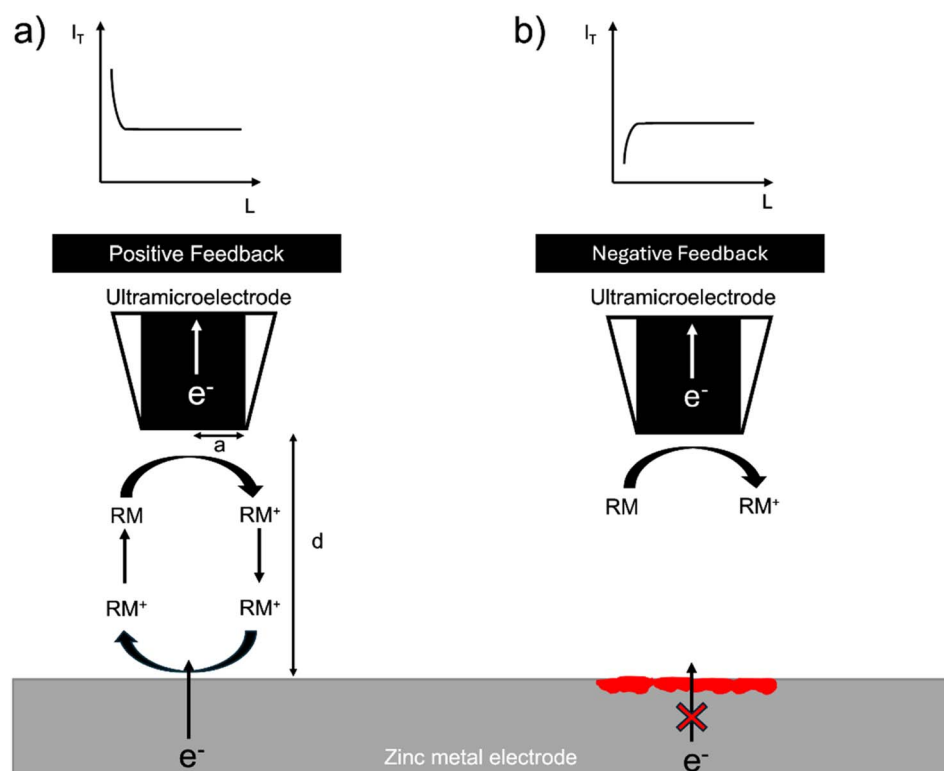 a)
I_T
L
Positive Feedback
Ultramicroelectrode
e⁻
a
RM
RM⁺
d
RM⁺
RM⁺
e⁻
b)
I_T
L
Negative Feedback
Ultramicroelectrode
e⁻
RM
RM⁺
e⁻
Zinc metal electrode